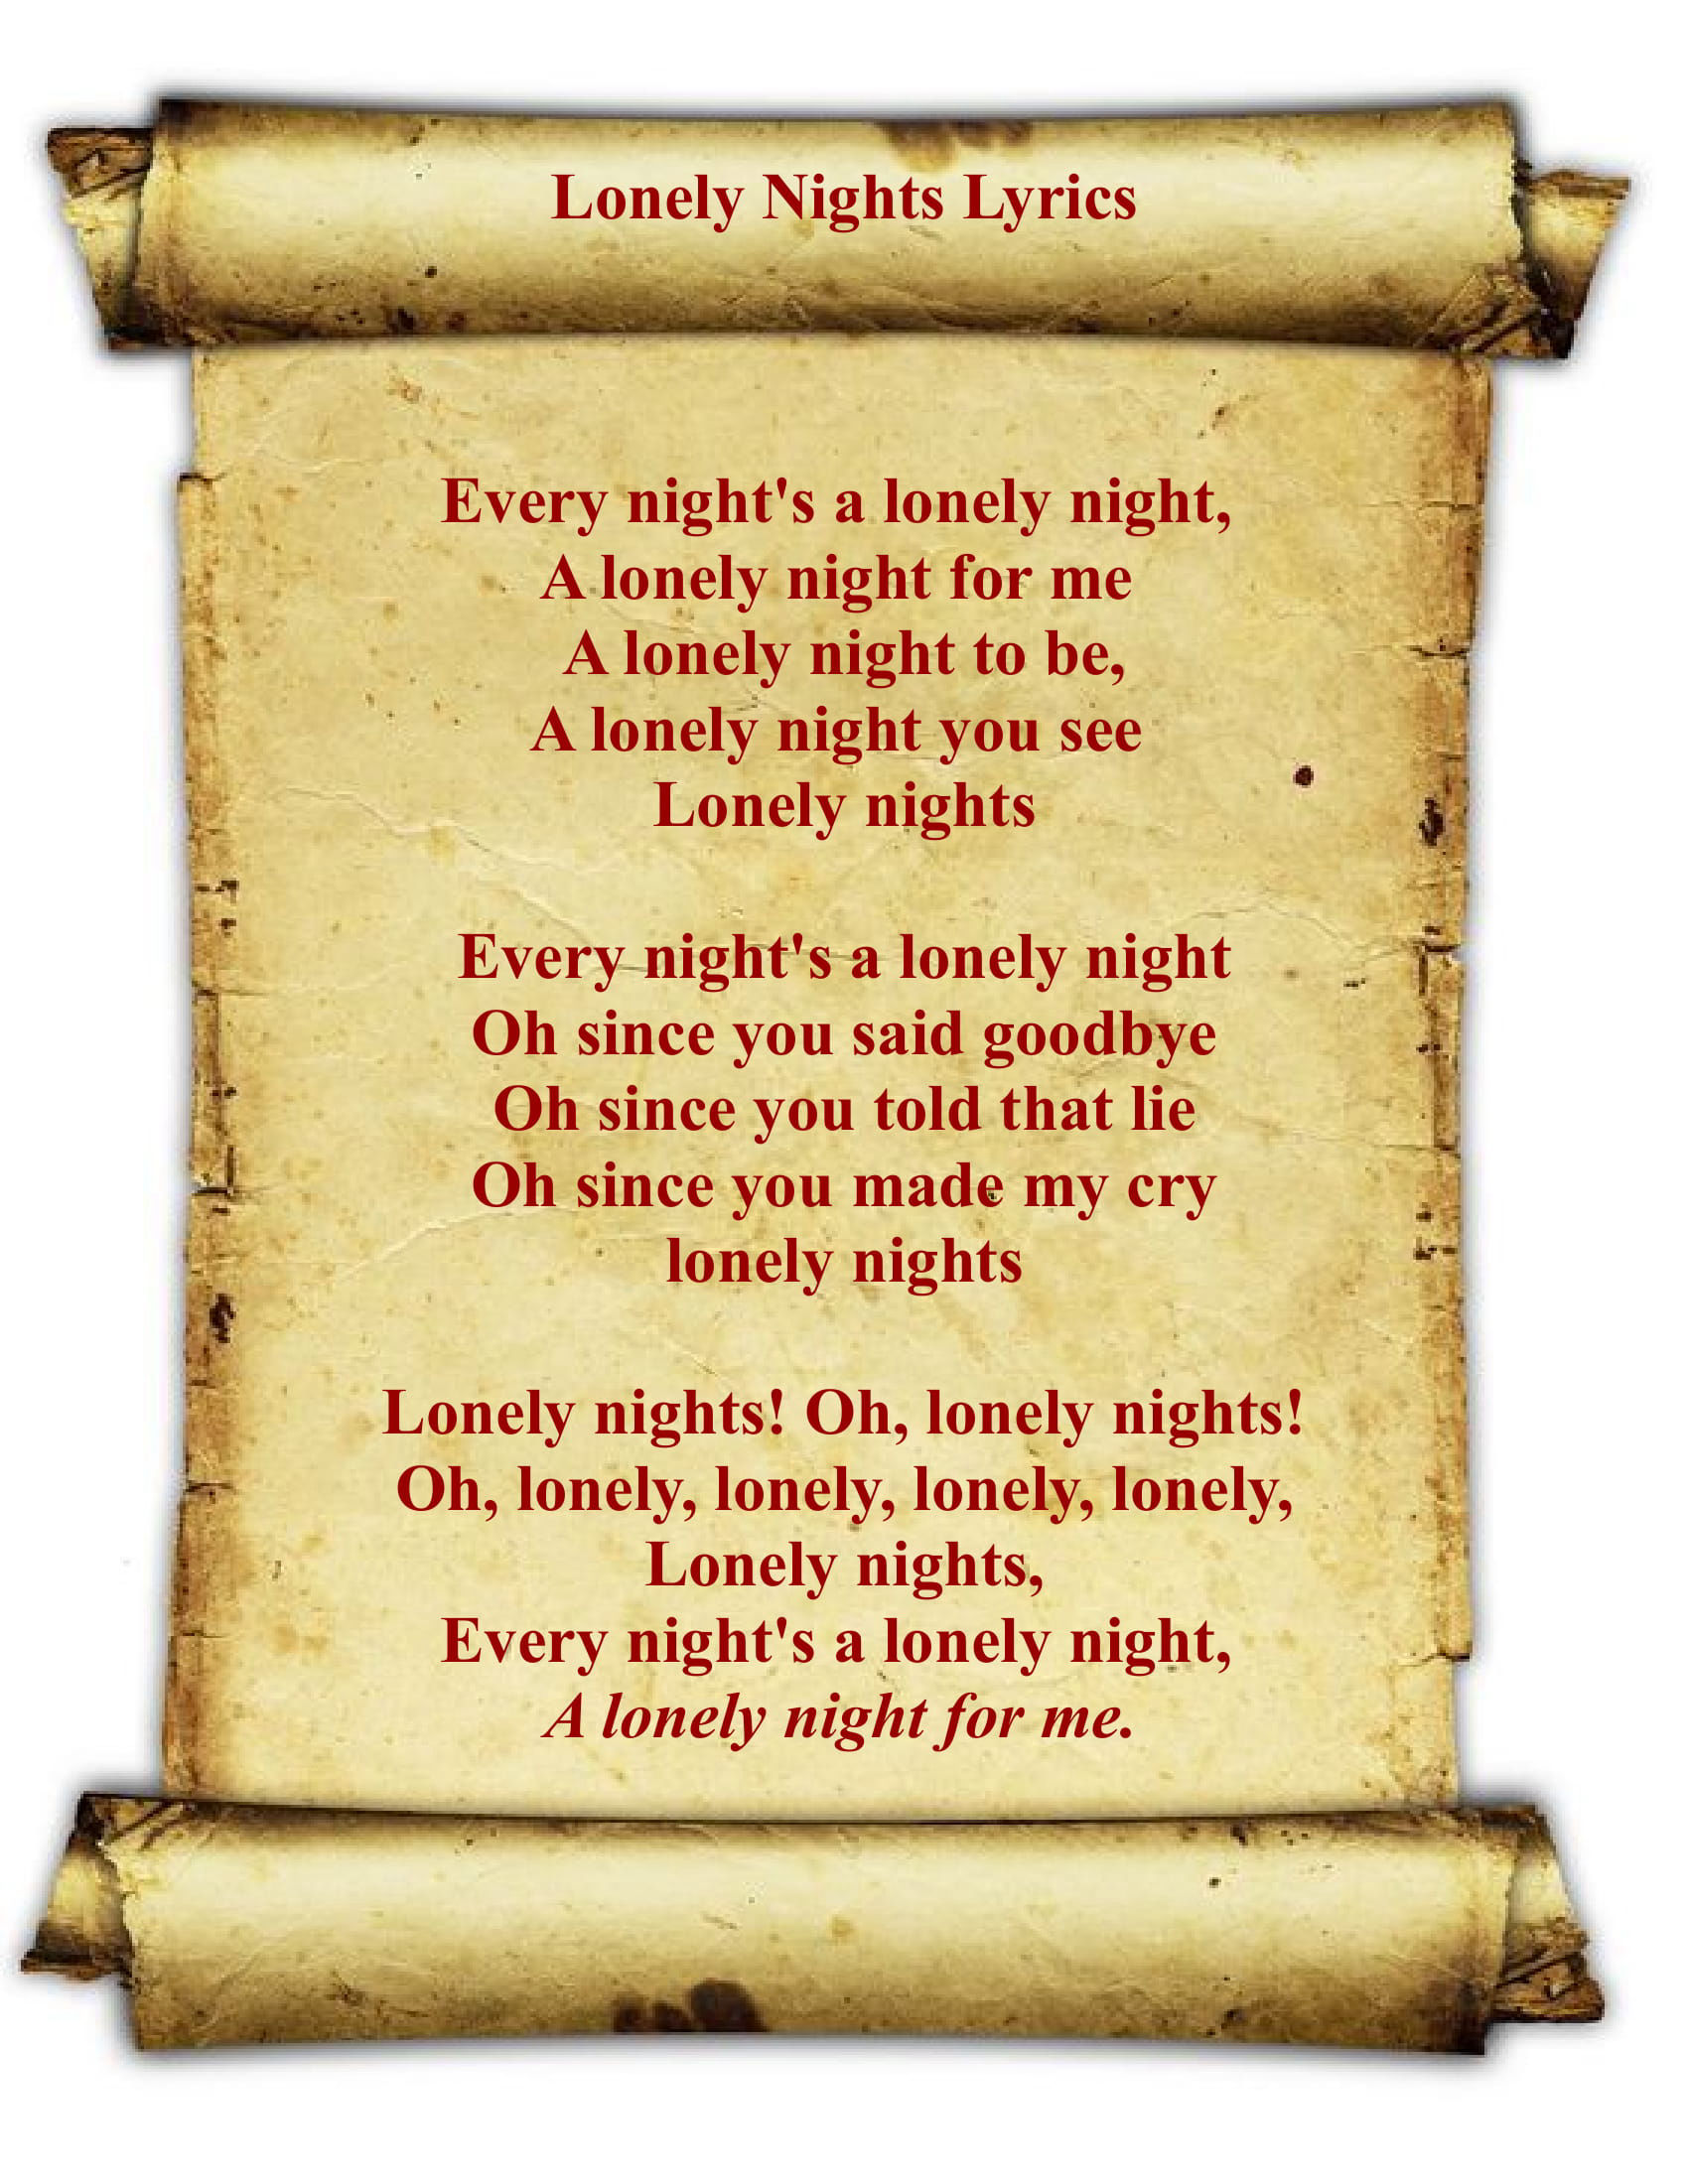 Lonely Nights Lyrics
Every night's a lonely night,
A lonely night for me
A lonely night to be,
A lonely night you see
Lonely nights
Every night's a lonely night
Oh since you said goodbye
Oh since you told that lie
Oh since you made my cry
lonely nights
Lonely nights! Oh, lonely nights!
Oh, lonely, lonely, lonely, lonely,
Lonely nights,
Every night's a lonely night,
A lonely night for me.